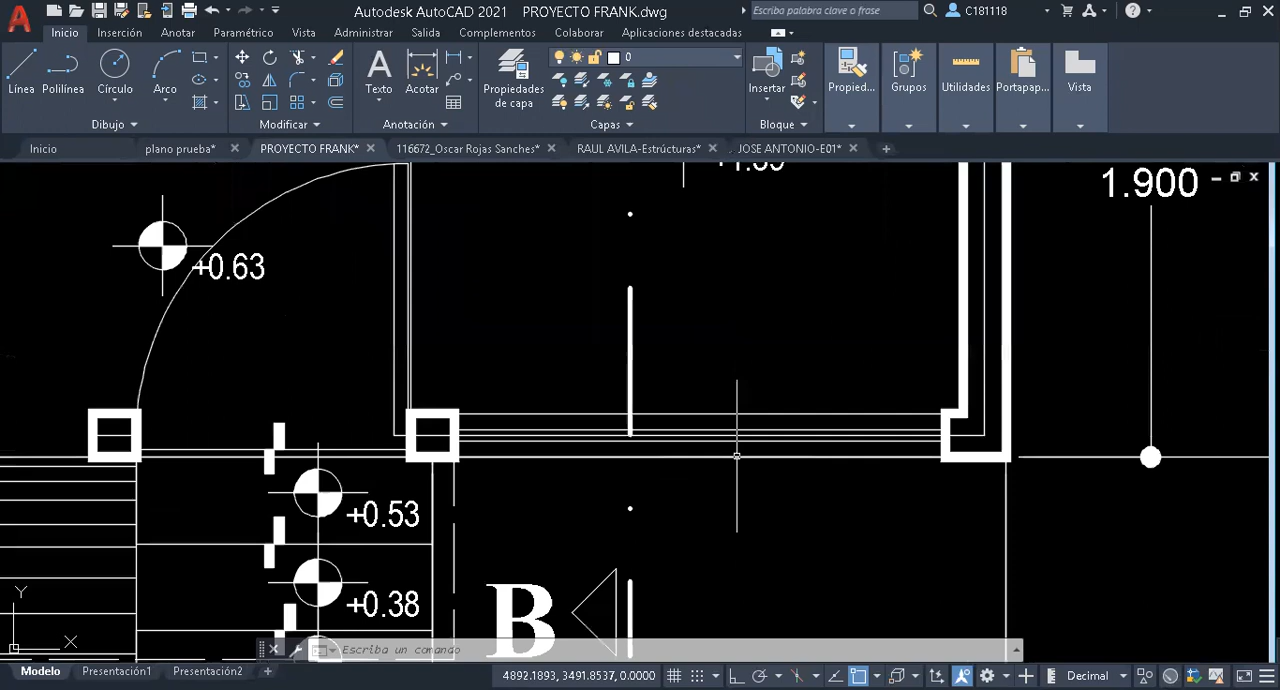 Autodesk AutoCAD 2021 PROYECTO FRANK.dwg
Escriba palabra clave o frase
C181118
Inicio Inserción Anotar Paramétrico Vista Administrar Salida Complementos Colaborar Aplicaciones destacadas
0
Línea Polilínea Círculo Arco
Texto Acotar
Propiedades de capa
Insertar
Propied... Grupos Utilidades Portapap... Vista
Dibujo Modificar Anotación Capas Bloque
Inicio plano prueba* PROYECTO FRANK* 116672_Oscar Rojas Sanches* RAUL AVILA-Estrúcturas* JOSE ANTONIO-E01*
1.900
+0.63
+0.53
+0.38
B
Y
X
Escriba un comando
Modelo Presentación1 Presentación2
4892.1893, 3491.8537, 0.0000
Decimal